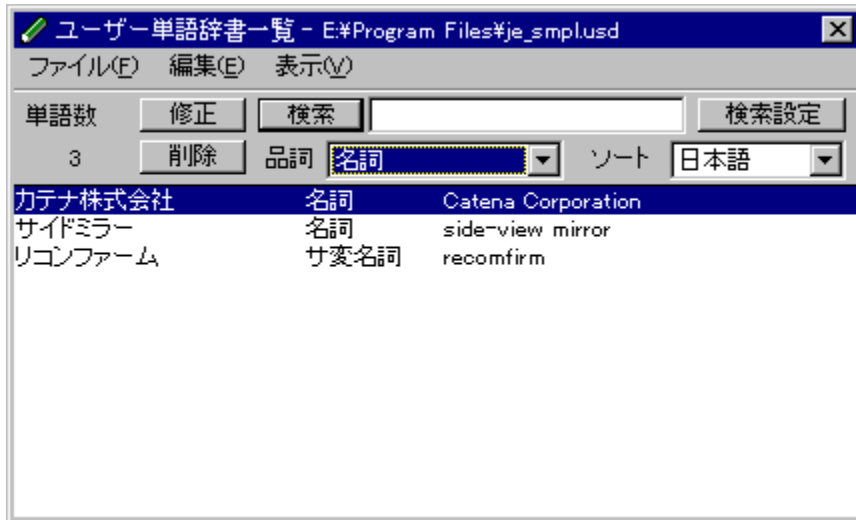 ユーザー単語辞書一覧 - E:¥Program Files¥je_smpl.usd
ファイル(F) 編集(E) 表示(V)
単語数 修正 検索 検索設定
3 削除 品詞 名詞 ソート 日本語
カテナ株式会社 名詞 Catena Corporation
サイドミラー 名詞 side-view mirror
リコンファーム サ変名詞 recomfirm